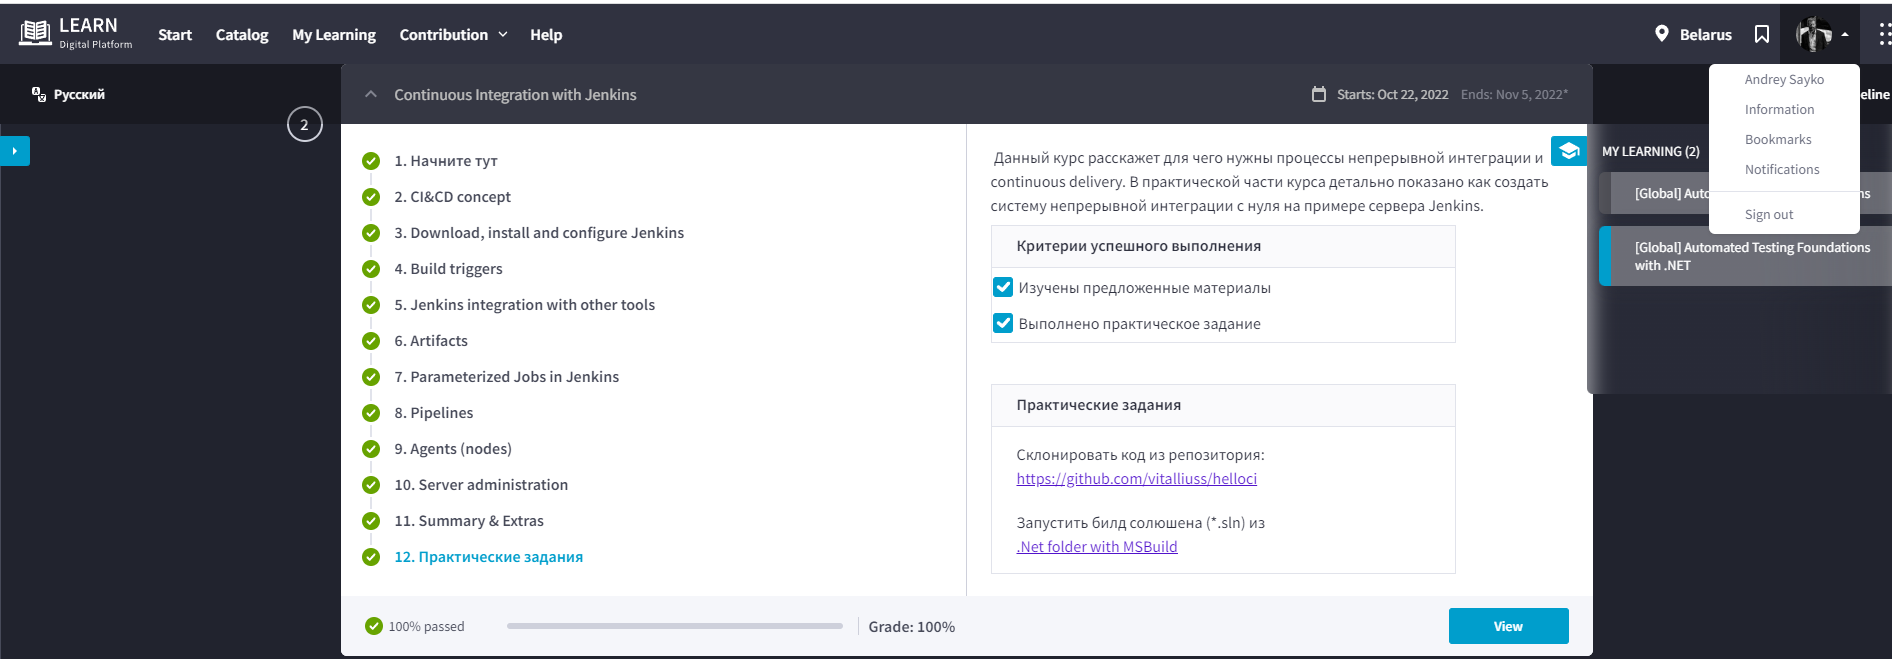 LEARN
Digital Platform
Start
Catalog
My Learning
Contribution
Help
Belarus
Русский
2
Continuous Integration with Jenkins
Starts: Oct 22, 2022
Ends: Nov 5, 2022*
Andrey Sayko
Information
Bookmarks
Notifications
Sign out
eline
1. Начните тут
2. CI&CD concept
3. Download, install and configure Jenkins
4. Build triggers
5. Jenkins integration with other tools
6. Artifacts
7. Parameterized Jobs in Jenkins
8. Pipelines
9. Agents (nodes)
10. Server administration
11. Summary & Extras
12. Практические задания
Данный курс расскажет для чего нужны процессы непрерывной интеграции и
continuous delivery. В практической части курса детально показано как создать
систему непрерывной интеграции с нуля на примере сервера Jenkins.
Критерии успешного выполнения
Изучены предложенные материалы
Выполнено практическое задание
Практические задания
Склонировать код из репозитория:
https://github.com/vitalliuss/helloci
Запустить билд солюшена (*.sln) из
.Net folder with MSBuild
MY LEARNING (2)
[Global] Auto ns
[Global] Automated Testing Foundations
with .NET
100% passed
Grade: 100%
View